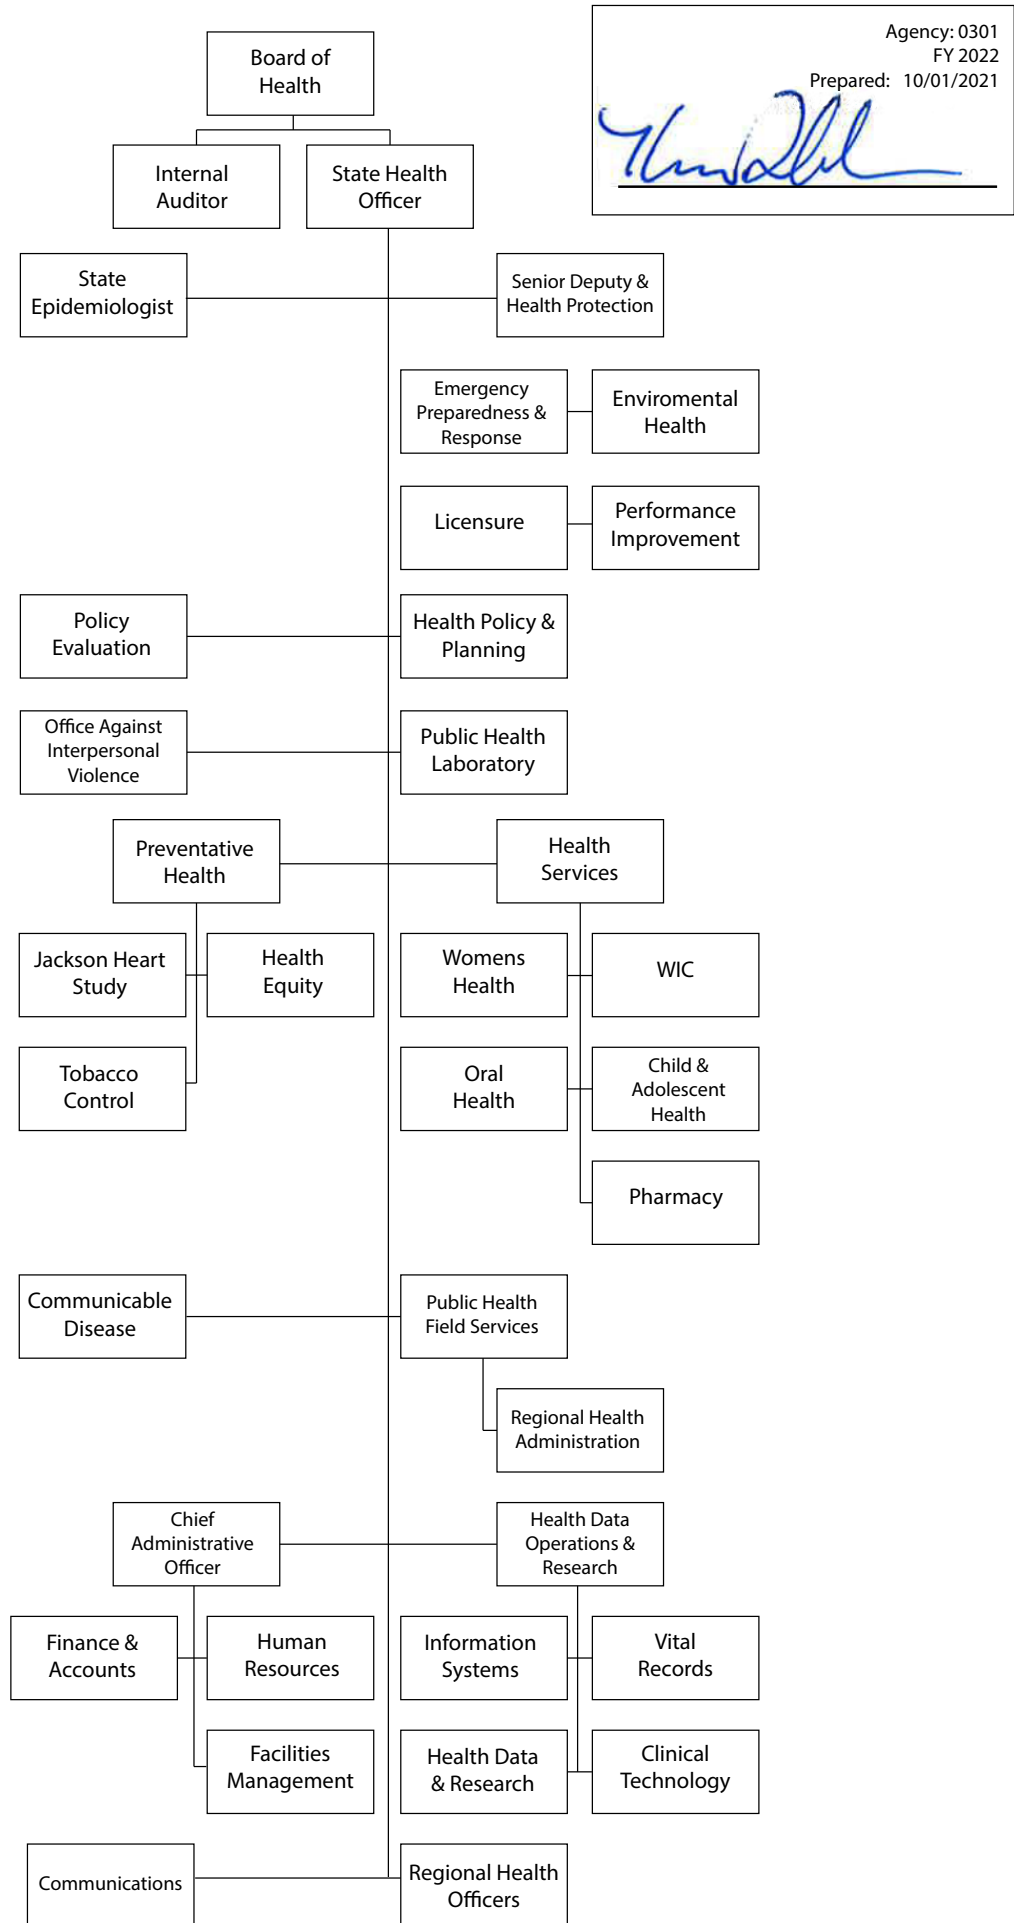 Agency: 0301
FY 2022
Prepared: 10/01/2021
Board of
Health
Internal
Auditor
State Health
Officer
State
Epidemiologist
Senior Deputy &
Health Protection
Emergency
Preparedness &
Response
Enviromental
Health
Licensure
Performance
Improvement
Policy
Evaluation
Health Policy &
Planning
Office Against
Interpersonal
Violence
Public Health
Laboratory
Preventative
Health
Health
Services
Jackson Heart
Study
Health
Equity
Womens
Health
WIC
Tobacco
Control
Oral
Health
Child &
Adolescent
Health
Pharmacy
Communicable
Disease
Public Health
Field Services
Regional Health
Administration
Chief
Administrative
Officer
Health Data
Operations &
Research
Finance &
Accounts
Human
Resources
Information
Systems
Vital
Records
Facilities
Management
Health Data
& Research
Clinical
Technology
Communications
Regional Health
Officers